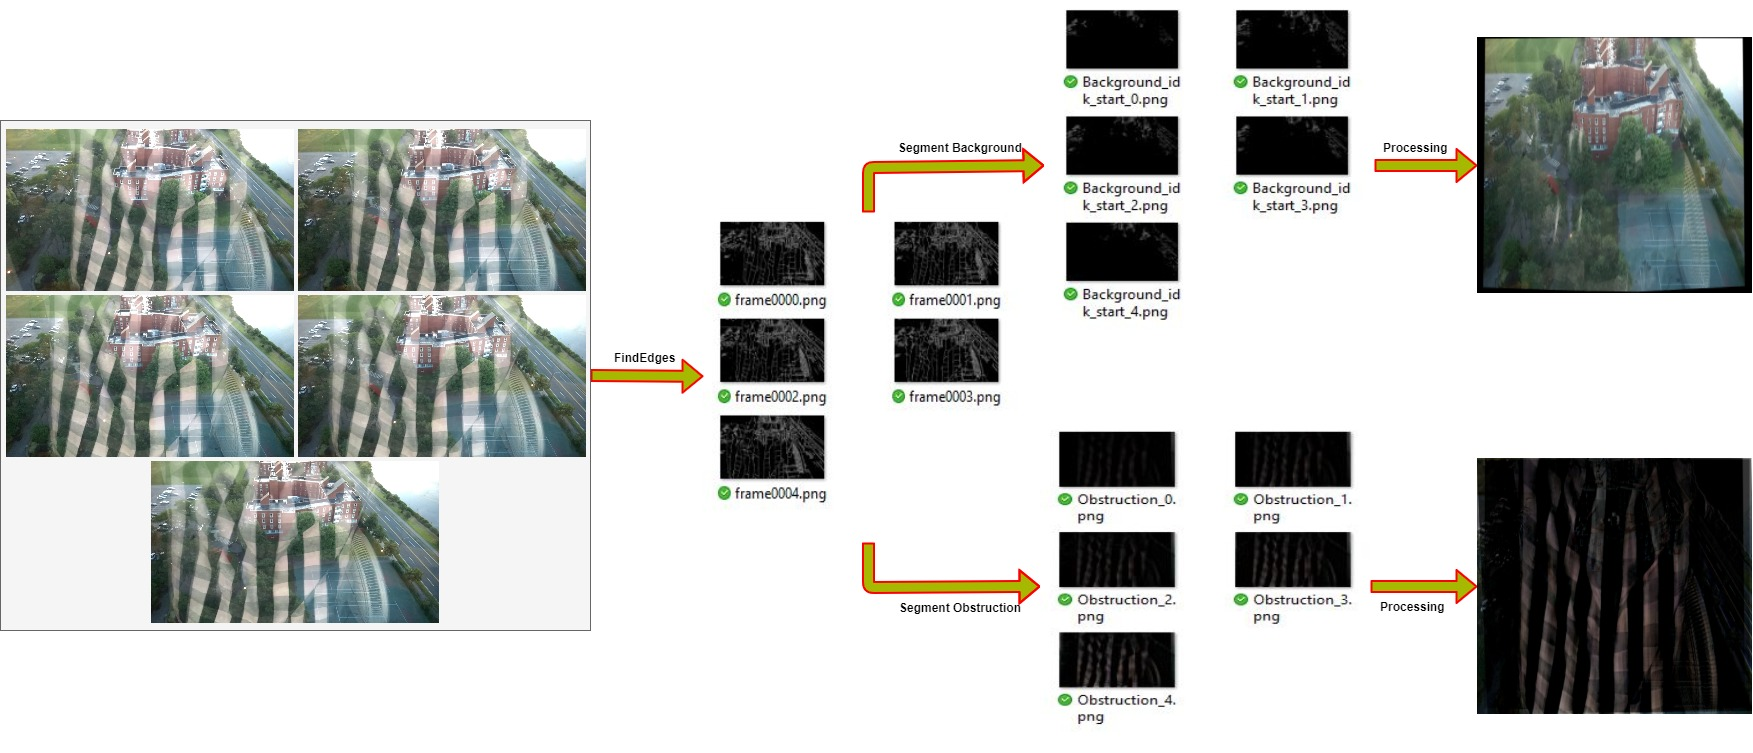 FindEdges
frame0000.png
frame0001.png
frame0002.png
frame0003.png
frame0004.png
Segment Background
Background_id
k_start_0.png
Background_id
k_start_1.png
Background_id
k_start_2.png
Background_id
k_start_3.png
Background_id
k_start_4.png
Processing
Segment Obstruction
Obstruction_0.
png
Obstruction_1.
png
Obstruction_2.
png
Obstruction_3.
png
Obstruction_4.
png
Processing